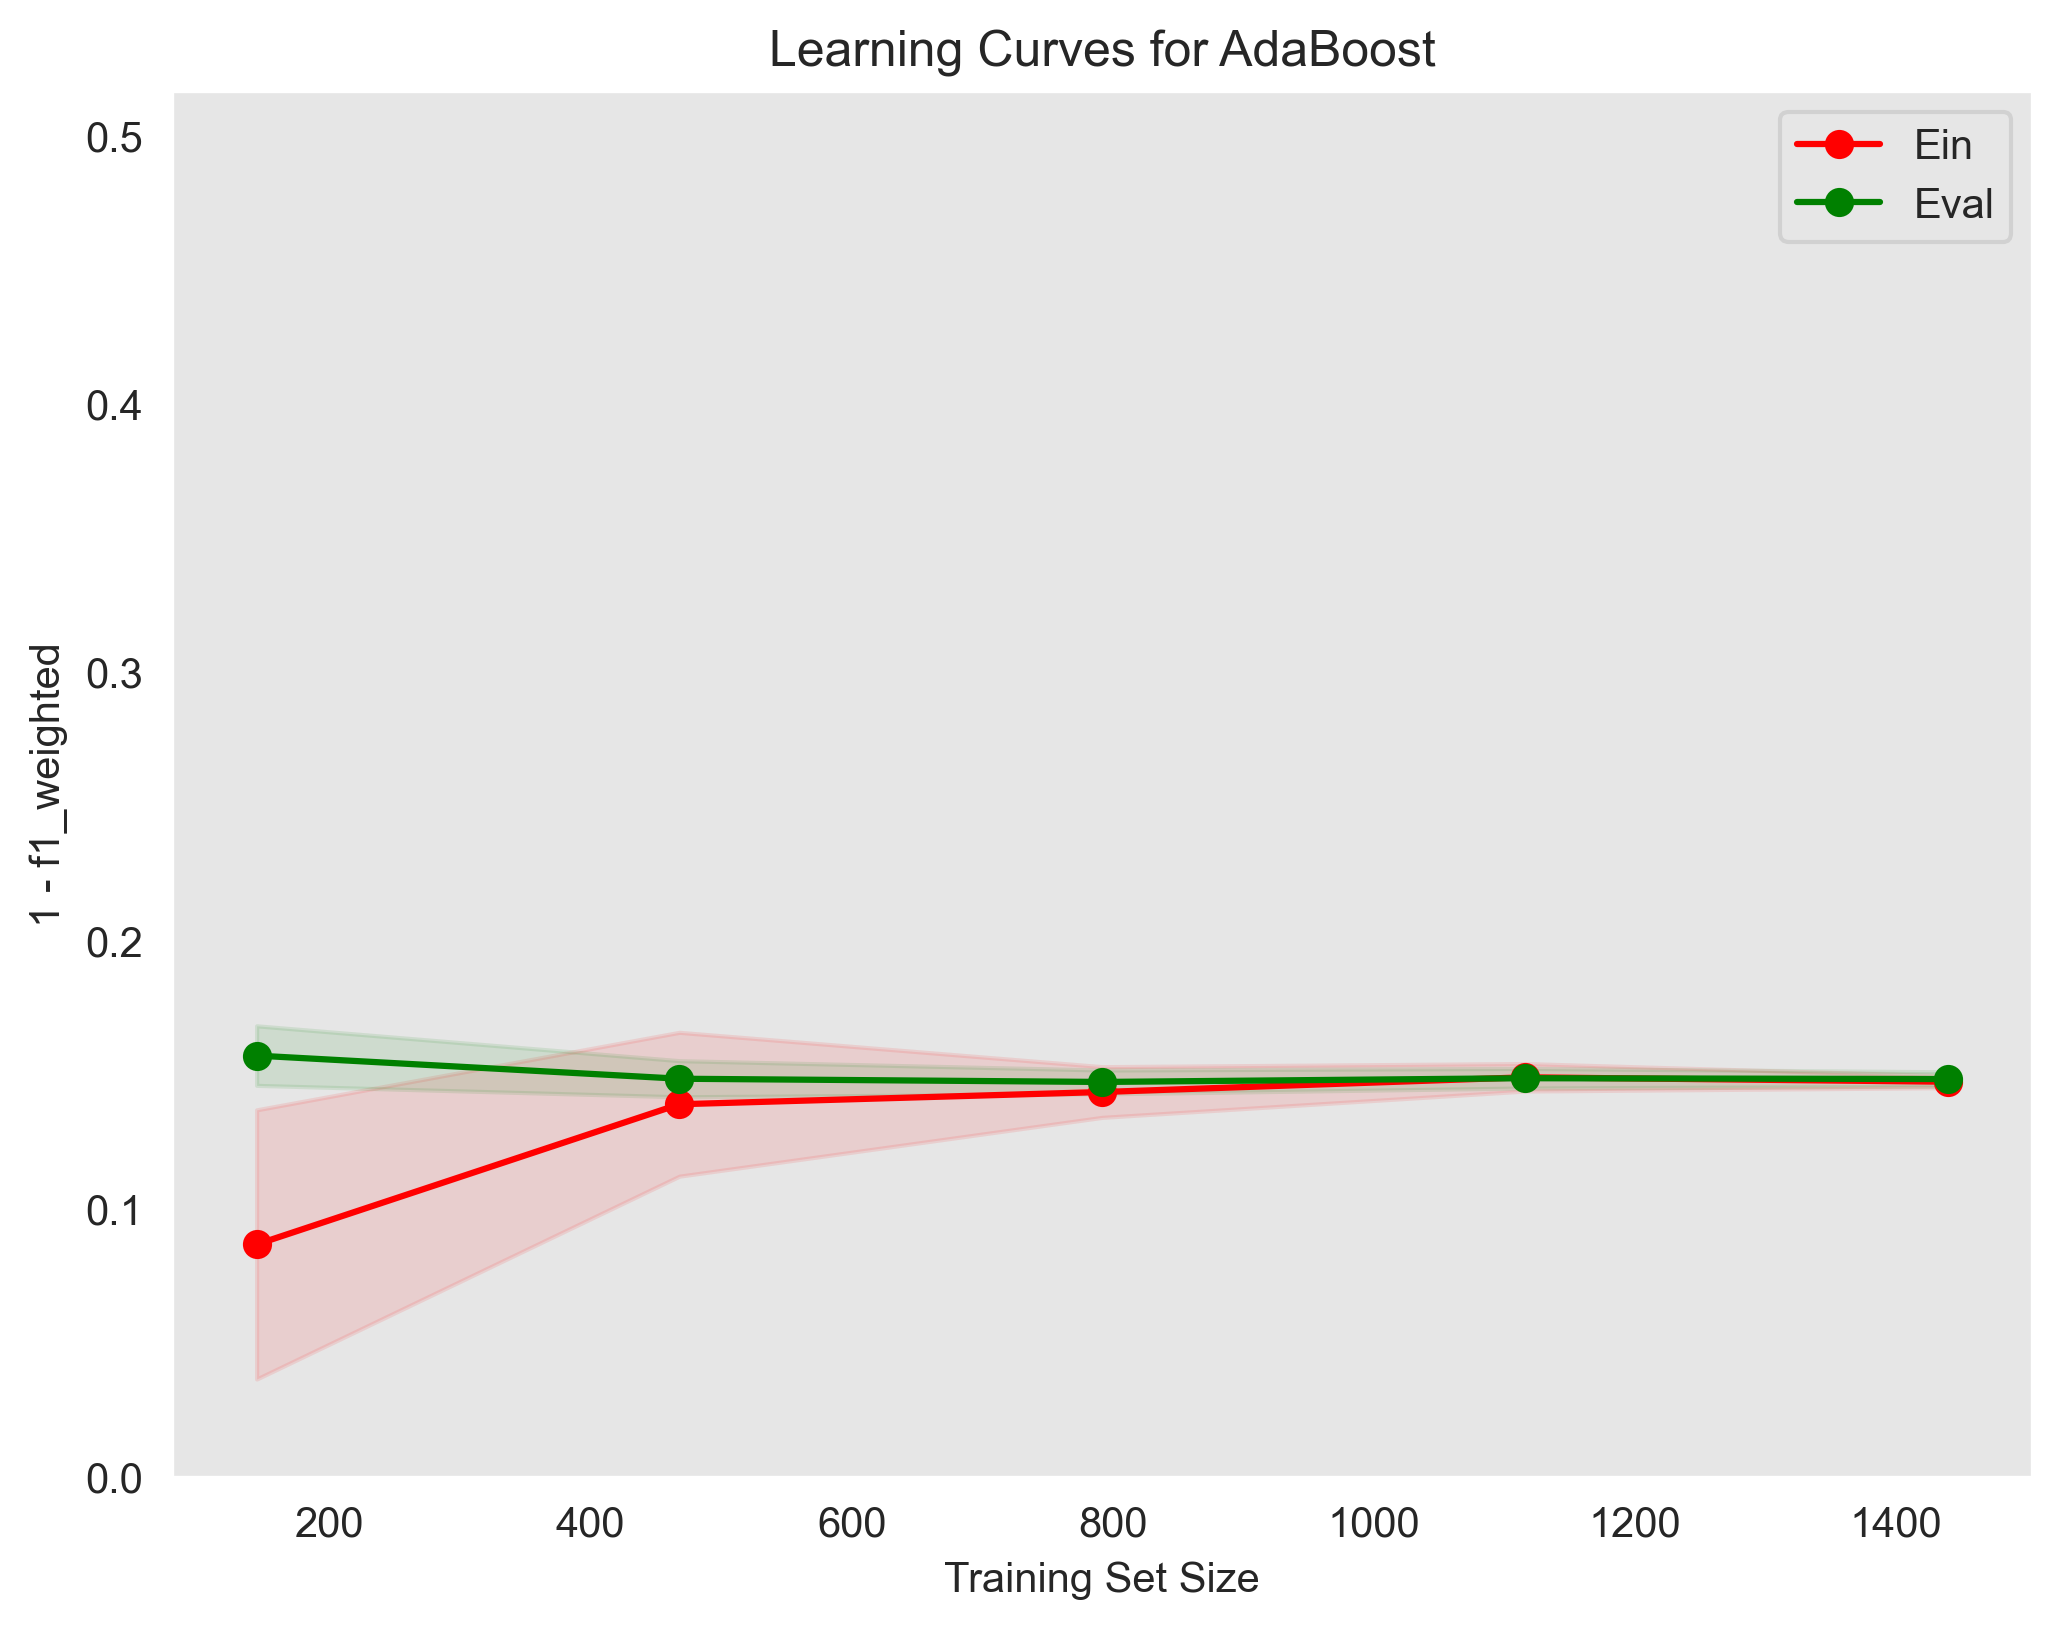 Learning Curves for AdaBoost
Ein
Eval
0.5
0.4
0.3
0.2
0.1
0.0
1 - f1_weighted
200 400 600 800 1000 1200 1400
Training Set Size